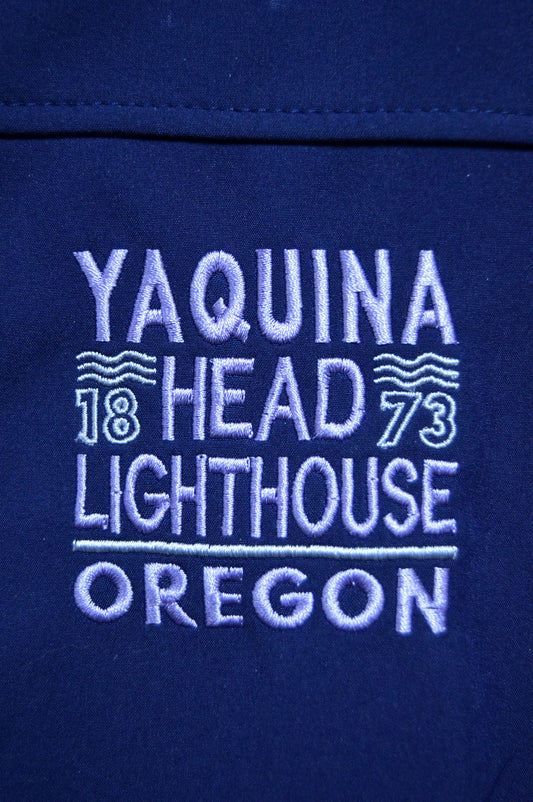 YAQUINA
18 HEAD 73
LIGHTHOUSE
OREGON